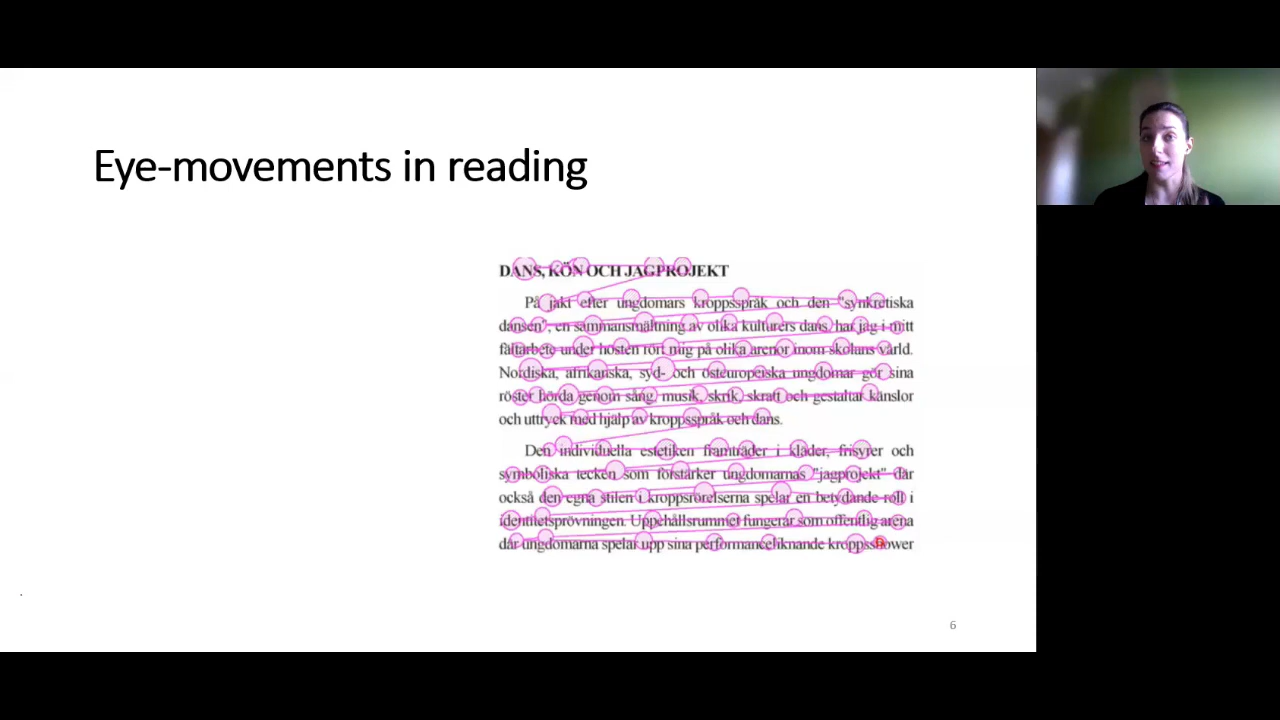 Eye-movements in reading
DANS, KÖN OCH JAGPROJEKT
På jakt efter ungdomars kroppsspråk och den "synkretiska
dansen", en sammansmältning av olika kulturers dans, har jag i mitt
fältarbete under hösten rört mig på olika arenor inom skolans värld.
Nordiska, afrikanska, syd- och östeuropeiska ungdomar gör sina
röster hörda genom sång, musik, skrik, skratt och gestaltar känslor
och uttryck med hjälp av kroppsspråk och dans.
Den individuella estetiken framträder i kläder, frisyrer och
symboliska tecken som förstärker ungdomarnas "jagprojekt" där
också den egna stilen i kroppsrörelserna spelar en betydande roll i
identitetsprövningen. Uppehållsrummet fungerar som offentlig arena
där ungdomarna spelar upp sina performanceliknande kroppsshower
6